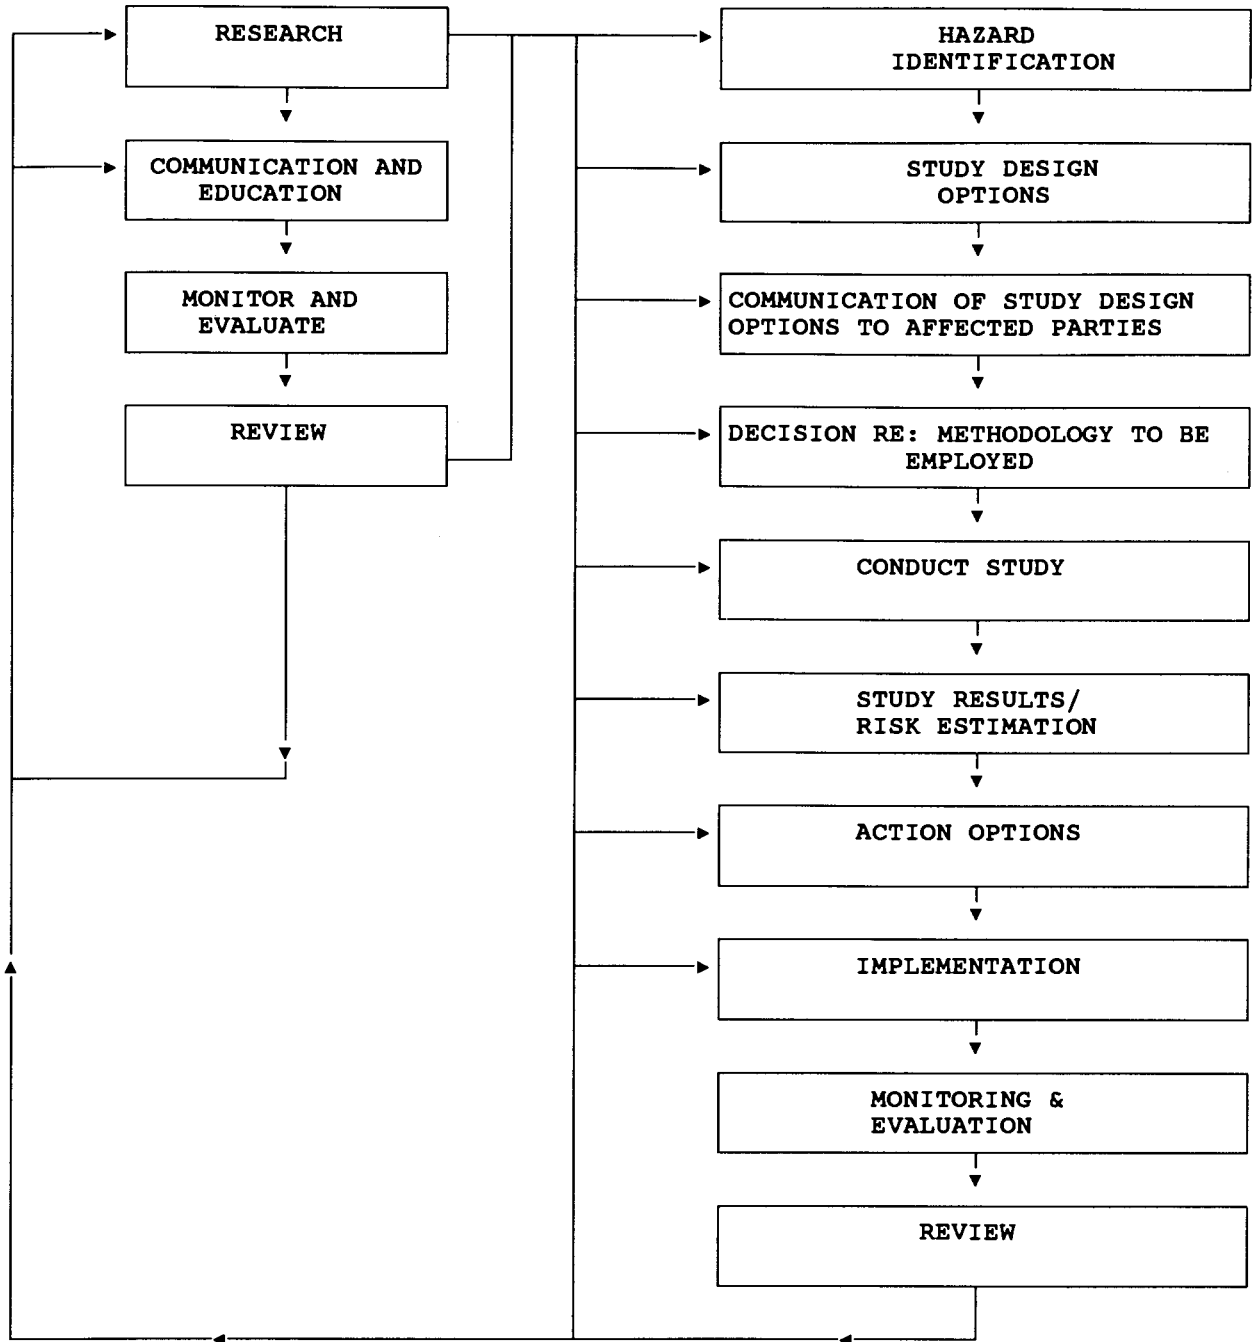 RESEARCH
COMMUNICATION AND
EDUCATION
MONITOR AND
EVALUATE
REVIEW
HAZARD
IDENTIFICATION
STUDY DESIGN
OPTIONS
COMMUNICATION OF STUDY DESIGN
OPTIONS TO AFFECTED PARTIES
DECISION RE: METHODOLOGY TO BE
EMPLOYED
CONDUCT STUDY
STUDY RESULTS/
RISK ESTIMATION
ACTION OPTIONS
IMPLEMENTATION
MONITORING &
EVALUATION
REVIEW